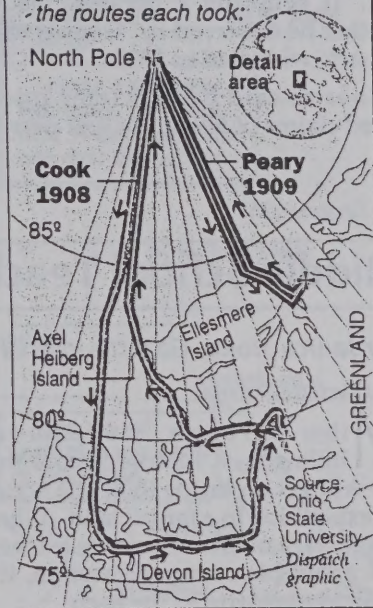 the routes each took:
North Pole
Detail
area
Cook
1908
Peary
1909
85º
Axel
Heiberg
Island
Ellesmere
Island
GREENLAND
80º
Source:
Ohio
State
University
Dispatch
graphic
75º
Devon Island